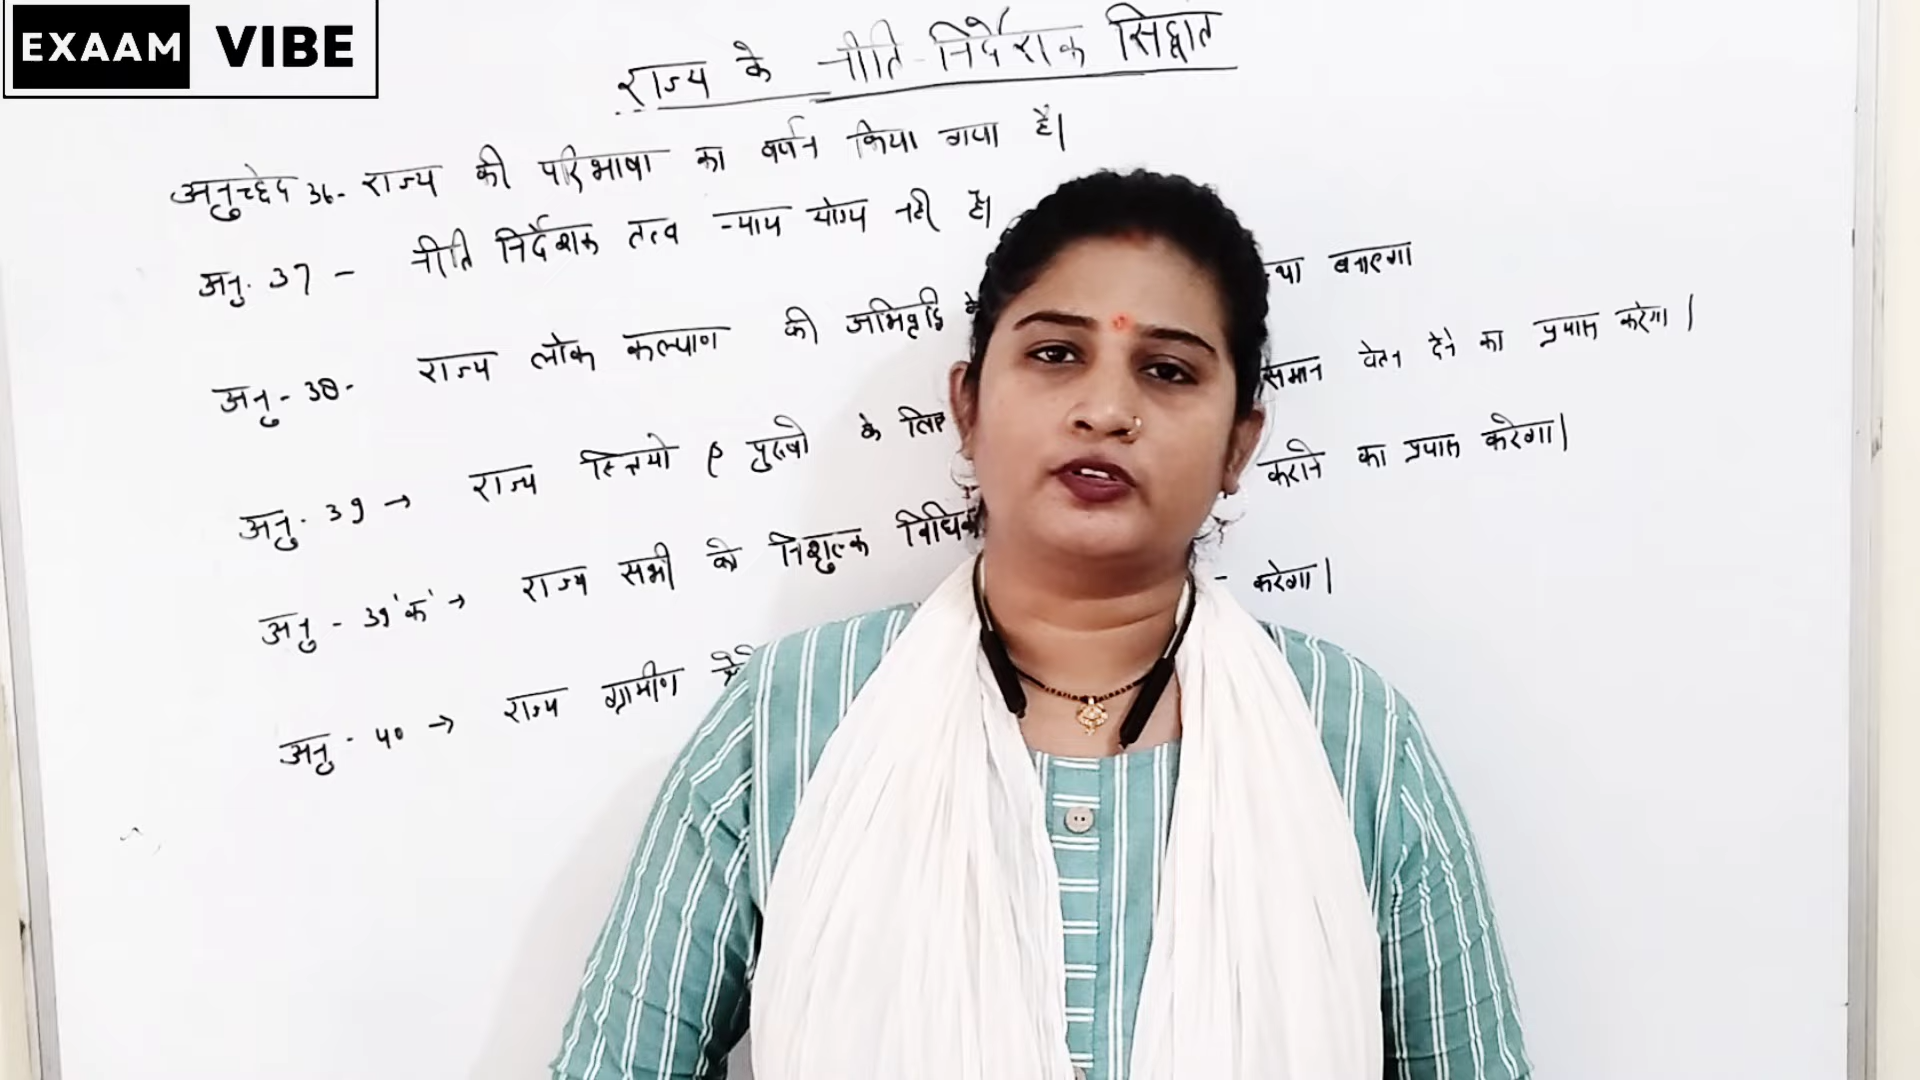 EXAAM VIBE
राज्य के नीति-निर्देशक सिद्धांत
अनुच्छेद 36- राज्य की परिभाषा का वर्णन किया गया है।
अनु. 37 - नीति निर्देशक तत्व न्याय योग्य नही है।
अनु- 38- राज्य लोक कल्याण की अभिवृद्धि के था बनाएगा
अनु. 39 → राज्य स्त्रियो व पुरुषो के लिए समान वेतन देने का प्रयास करेगा।
अनु - 39 'क' → राज्य सभी को निशुल्क विधिक कराने का प्रयास करेगा।
अनु - 40 → राज्य ग्रामीण - करेगा।